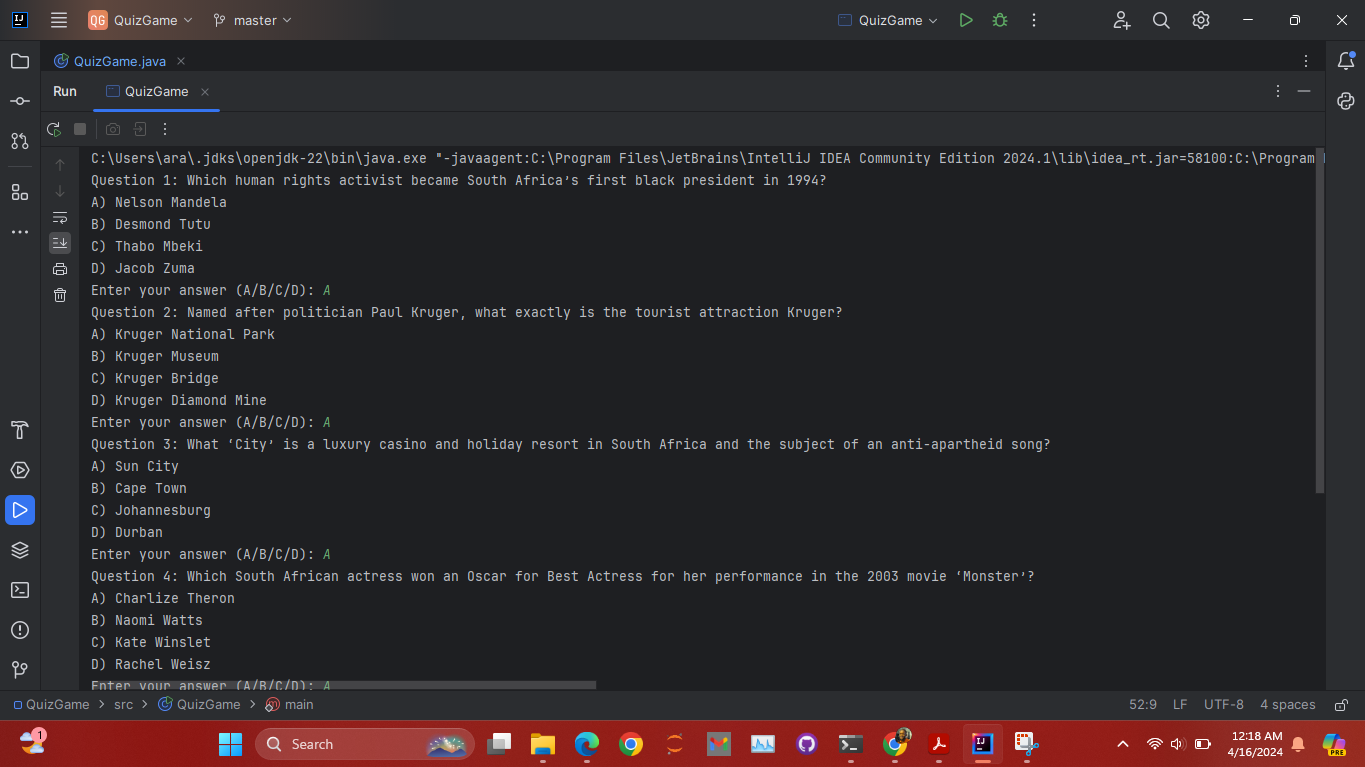 QG QuizGame master QuizGame
QuizGame.java
Run QuizGame
C:\Users\ara\.jdks\openjdk-22\bin\java.exe "-javaagent:C:\Program Files\JetBrains\IntelliJ IDEA Community Edition 2024.1\lib\idea_rt.jar=58100:C:\Program
Question 1: Which human rights activist became South Africa’s first black president in 1994?
A) Nelson Mandela
B) Desmond Tutu
C) Thabo Mbeki
D) Jacob Zuma
Enter your answer (A/B/C/D): A
Question 2: Named after politician Paul Kruger, what exactly is the tourist attraction Kruger?
A) Kruger National Park
B) Kruger Museum
C) Kruger Bridge
D) Kruger Diamond Mine
Enter your answer (A/B/C/D): A
Question 3: What ‘City’ is a luxury casino and holiday resort in South Africa and the subject of an anti-apartheid song?
A) Sun City
B) Cape Town
C) Johannesburg
D) Durban
Enter your answer (A/B/C/D): A
Question 4: Which South African actress won an Oscar for Best Actress for her performance in the 2003 movie ‘Monster’?
A) Charlize Theron
B) Naomi Watts
C) Kate Winslet
D) Rachel Weisz
Enter your answer (A/B/C/D): A
QuizGame > src > QuizGame > main 52:9 LF UTF-8 4 spaces
1 Search 12:18 AM
4/16/2024
PRE